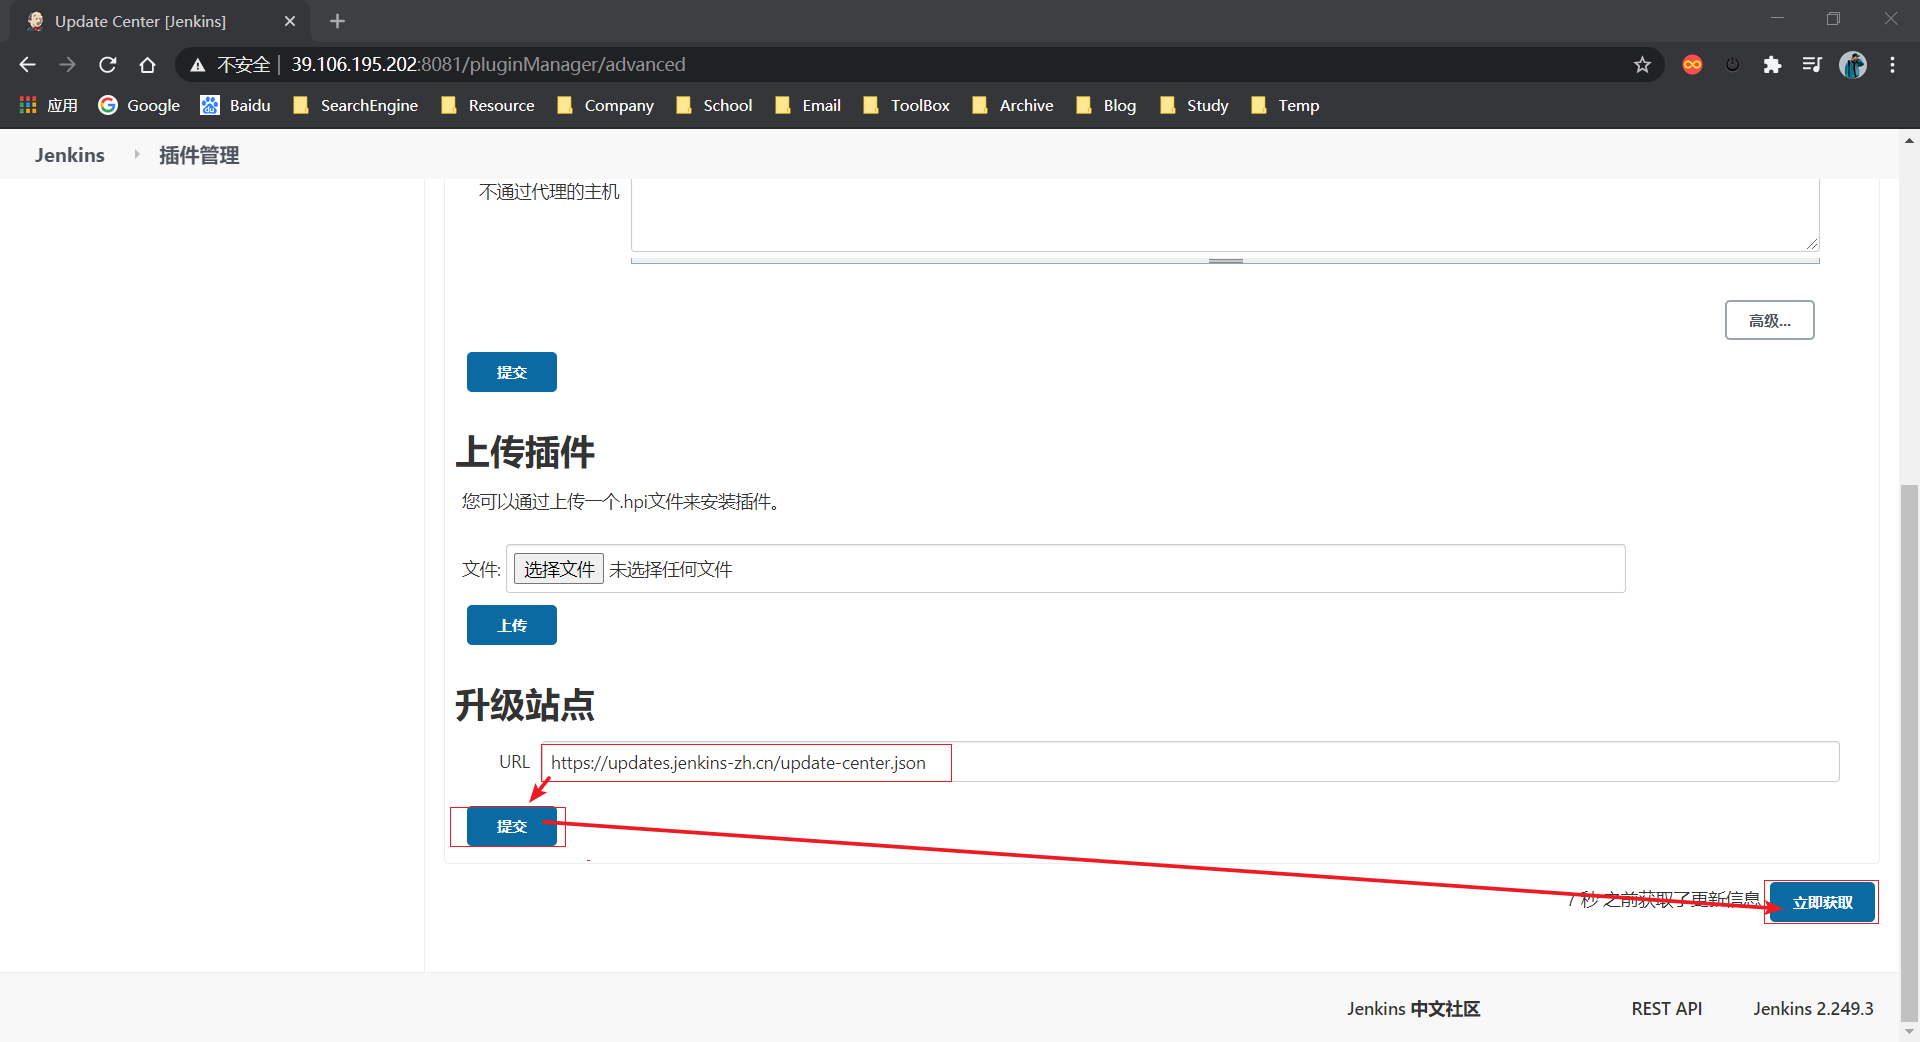 Update Center [Jenkins]
不安全 | 39.106.195.202:8081/pluginManager/advanced
应用 Google Baidu SearchEngine Resource Company School Email ToolBox Archive Blog Study Temp
Jenkins 插件管理
不通过代理的主机
高级...
提交
上传插件
您可以通过上传一个.hpi文件来安装插件。
文件: 选择文件 未选择任何文件
上传
升级站点
URL https://updates.jenkins-zh.cn/update-center.json
提交
7 秒 之前获取了更新信息 立即获取
Jenkins 中文社区 REST API Jenkins 2.249.3